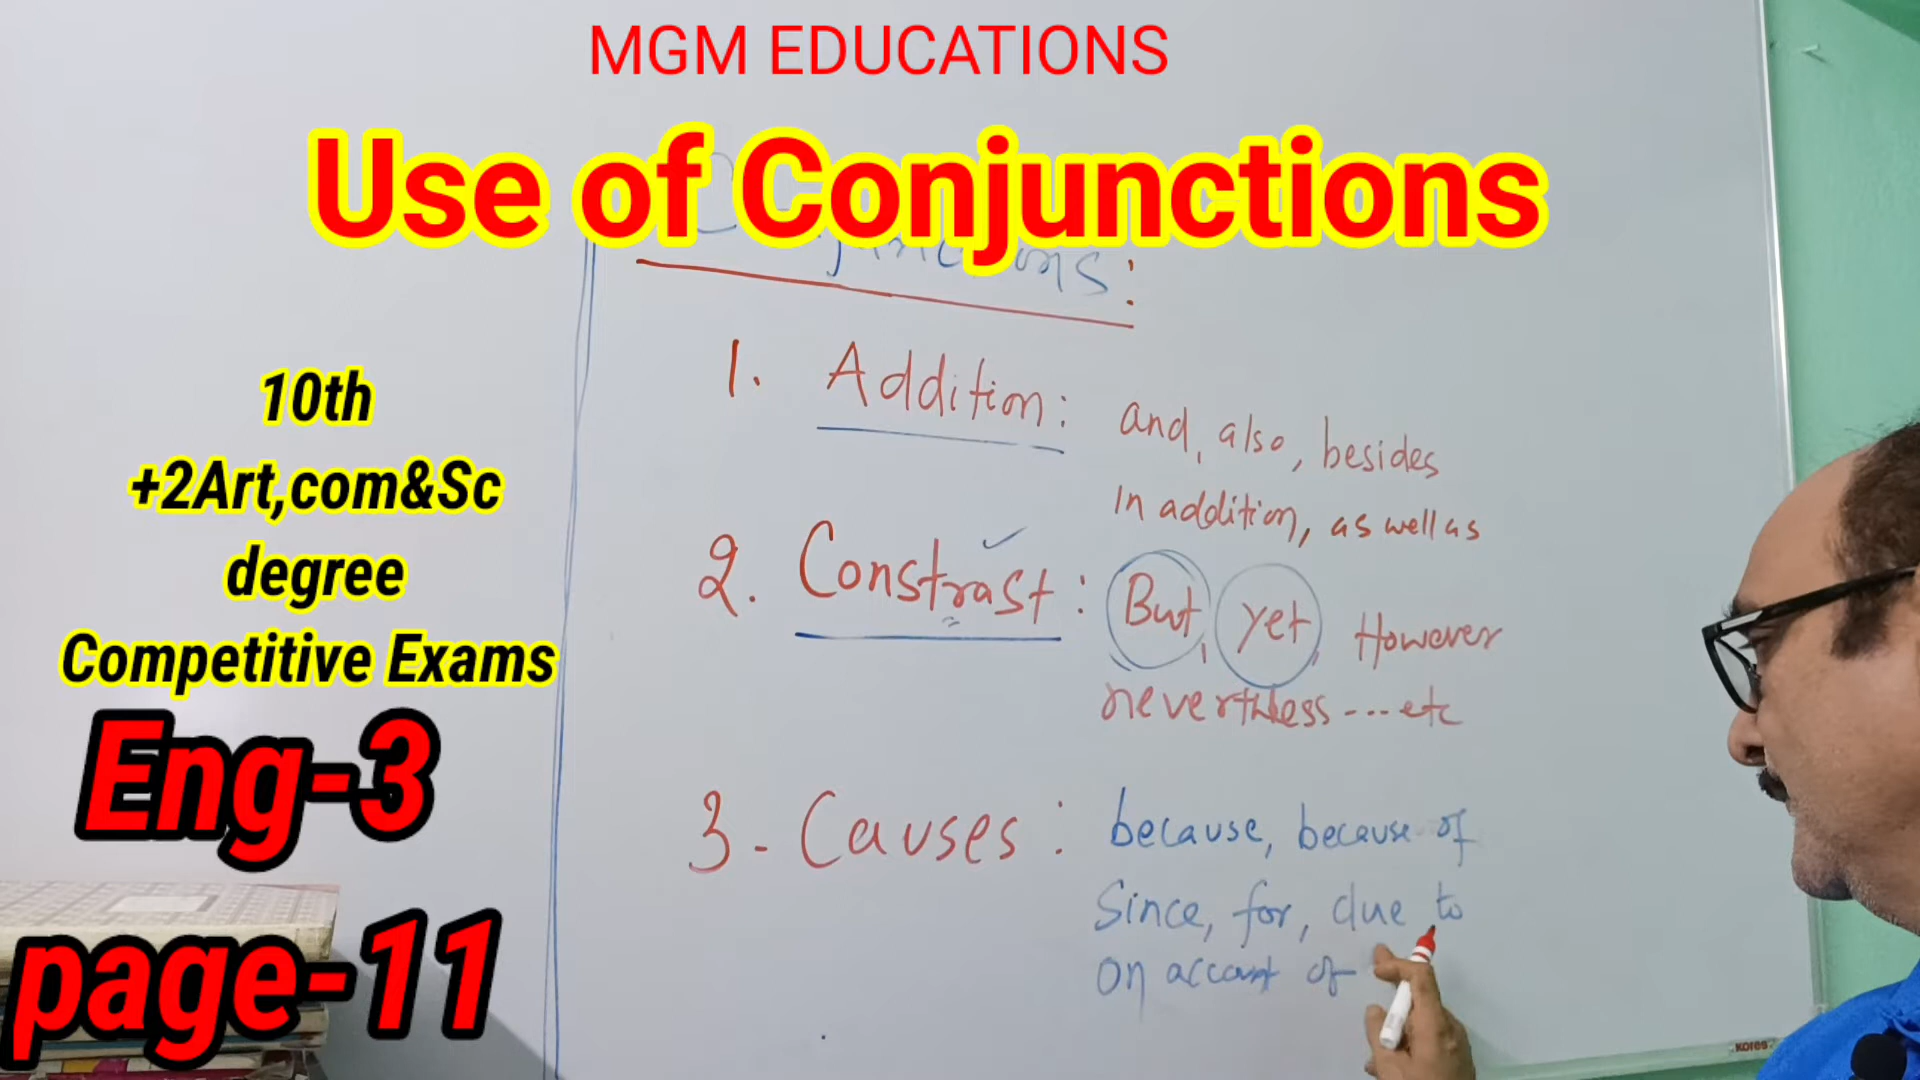 MGM EDUCATIONS
Use of Conjunctions
10th
+2Art,com&Sc
degree
Competitive Exams
Eng-3
page-11
1. Addition: and, also, besides
In addition, as well as
2. Constrast: But, yet, However
nevertheless ---- etc
3- Causes: because, because of
Since, for, due to
on account of
KORES